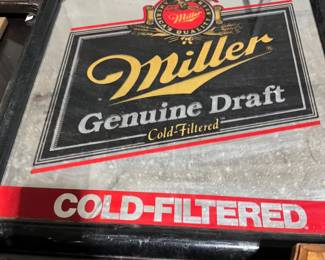 Miller
Miller
Genuine Draft
Cold-Filtered
COLD-FILTERED